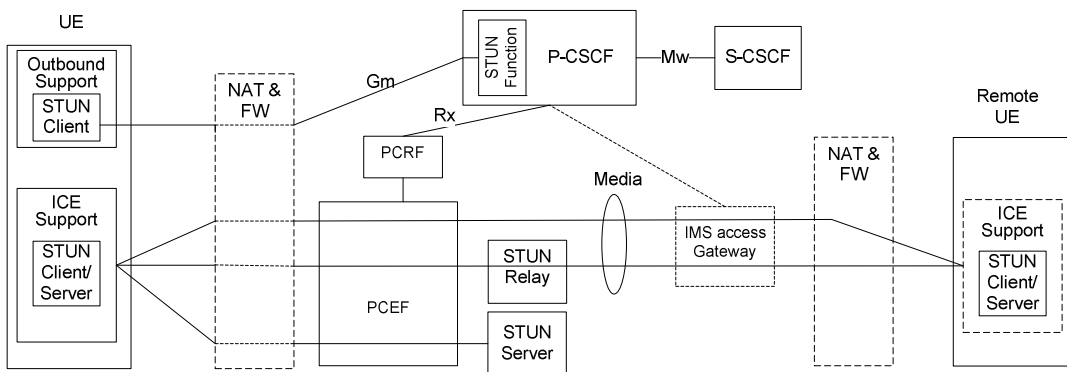 UE
Outbound
Support
STUN
Client
NAT &
FW
Gm
STUN
Function
P-CSCF
Mw
S-CSCF
Rx
PCRF
Remote
UE
NAT &
FW
Media
ICE
Support
STUN
Client/
Server
PCEF
STUN
Relay
STUN
Server
IMS access
Gateway
ICE
Support
STUN
Client/
Server